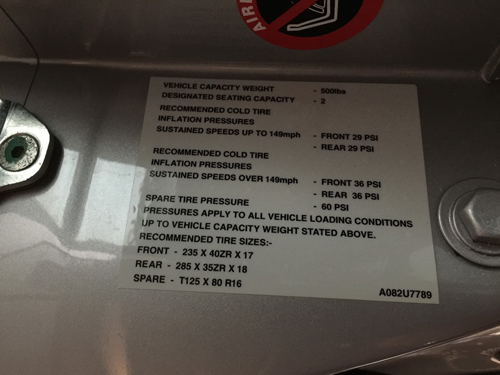 AIRB
VEHICLE CAPACITY WEIGHT - 500lbs
DESIGNATED SEATING CAPACITY - 2
RECOMMENDED COLD TIRE
INFLATION PRESSURES
SUSTAINED SPEEDS UP TO 149mph - FRONT 29 PSI
- REAR 29 PSI
RECOMMENDED COLD TIRE
INFLATION PRESSURES
SUSTAINED SPEEDS OVER 149mph - FRONT 36 PSI
- REAR 36 PSI
SPARE TIRE PRESSURE - 60 PSI
PRESSURES APPLY TO ALL VEHICLE LOADING CONDITIONS
UP TO VEHICLE CAPACITY WEIGHT STATED ABOVE.
RECOMMENDED TIRE SIZES:-
FRONT - 235 X 40ZR X 17
REAR - 285 X 35ZR X 18
SPARE - T125 X 80 R16
A082U7789